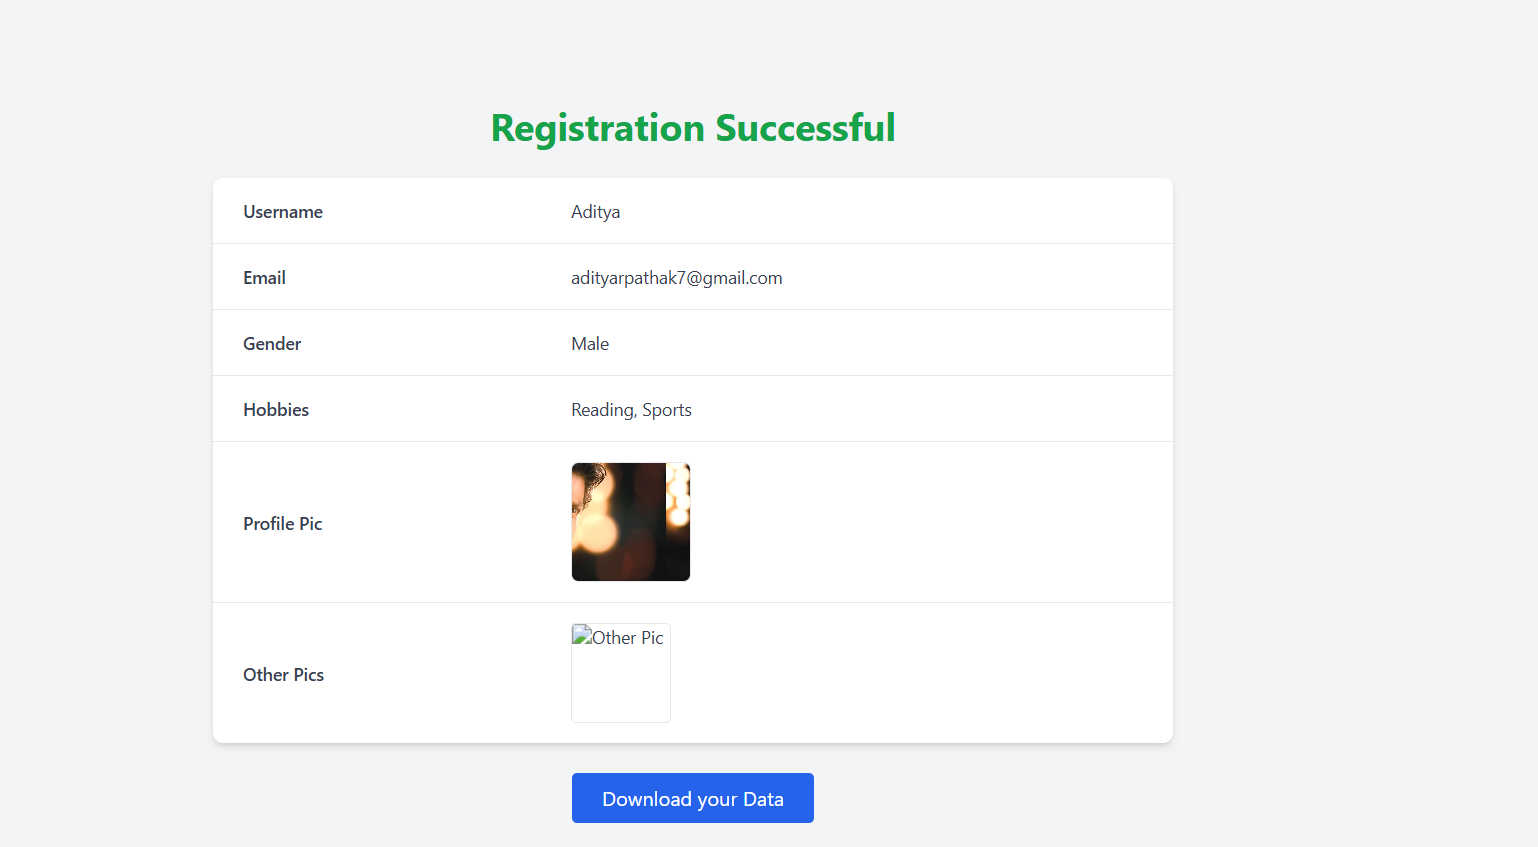 Registration Successful
Username Aditya
Email adityarpathak7@gmail.com
Gender Male
Hobbies Reading, Sports
Profile Pic
Other Pic
Other Pics
Download your Data